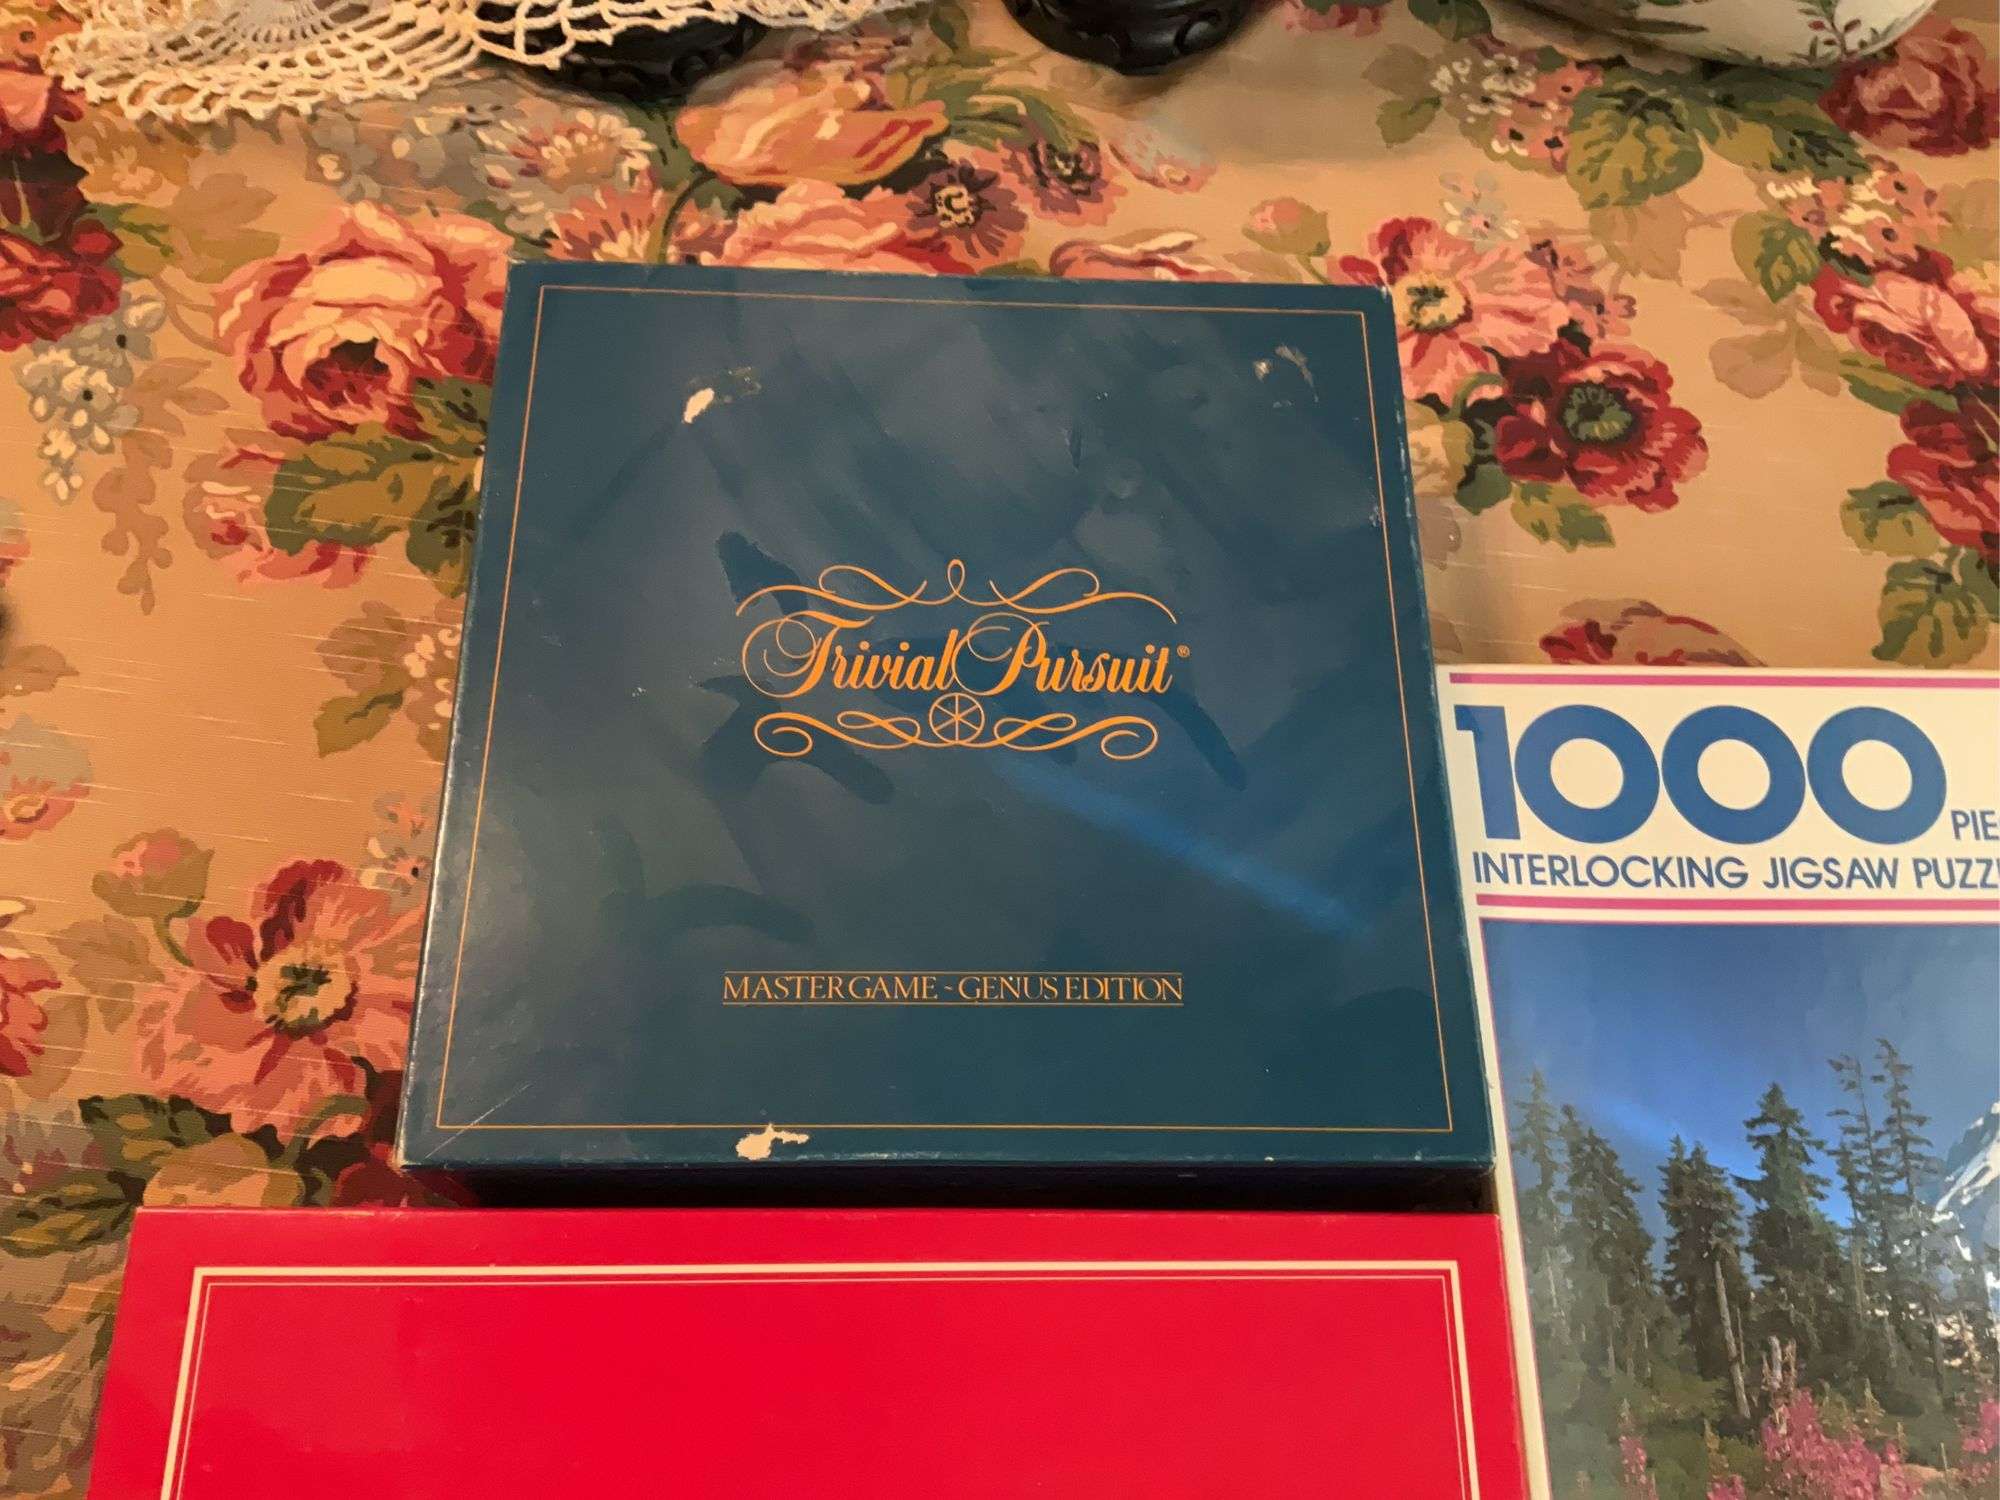 Trivial Pursuit®
MASTER GAME - GENUS EDITION
1000
INTERLOCKING JIGSAW